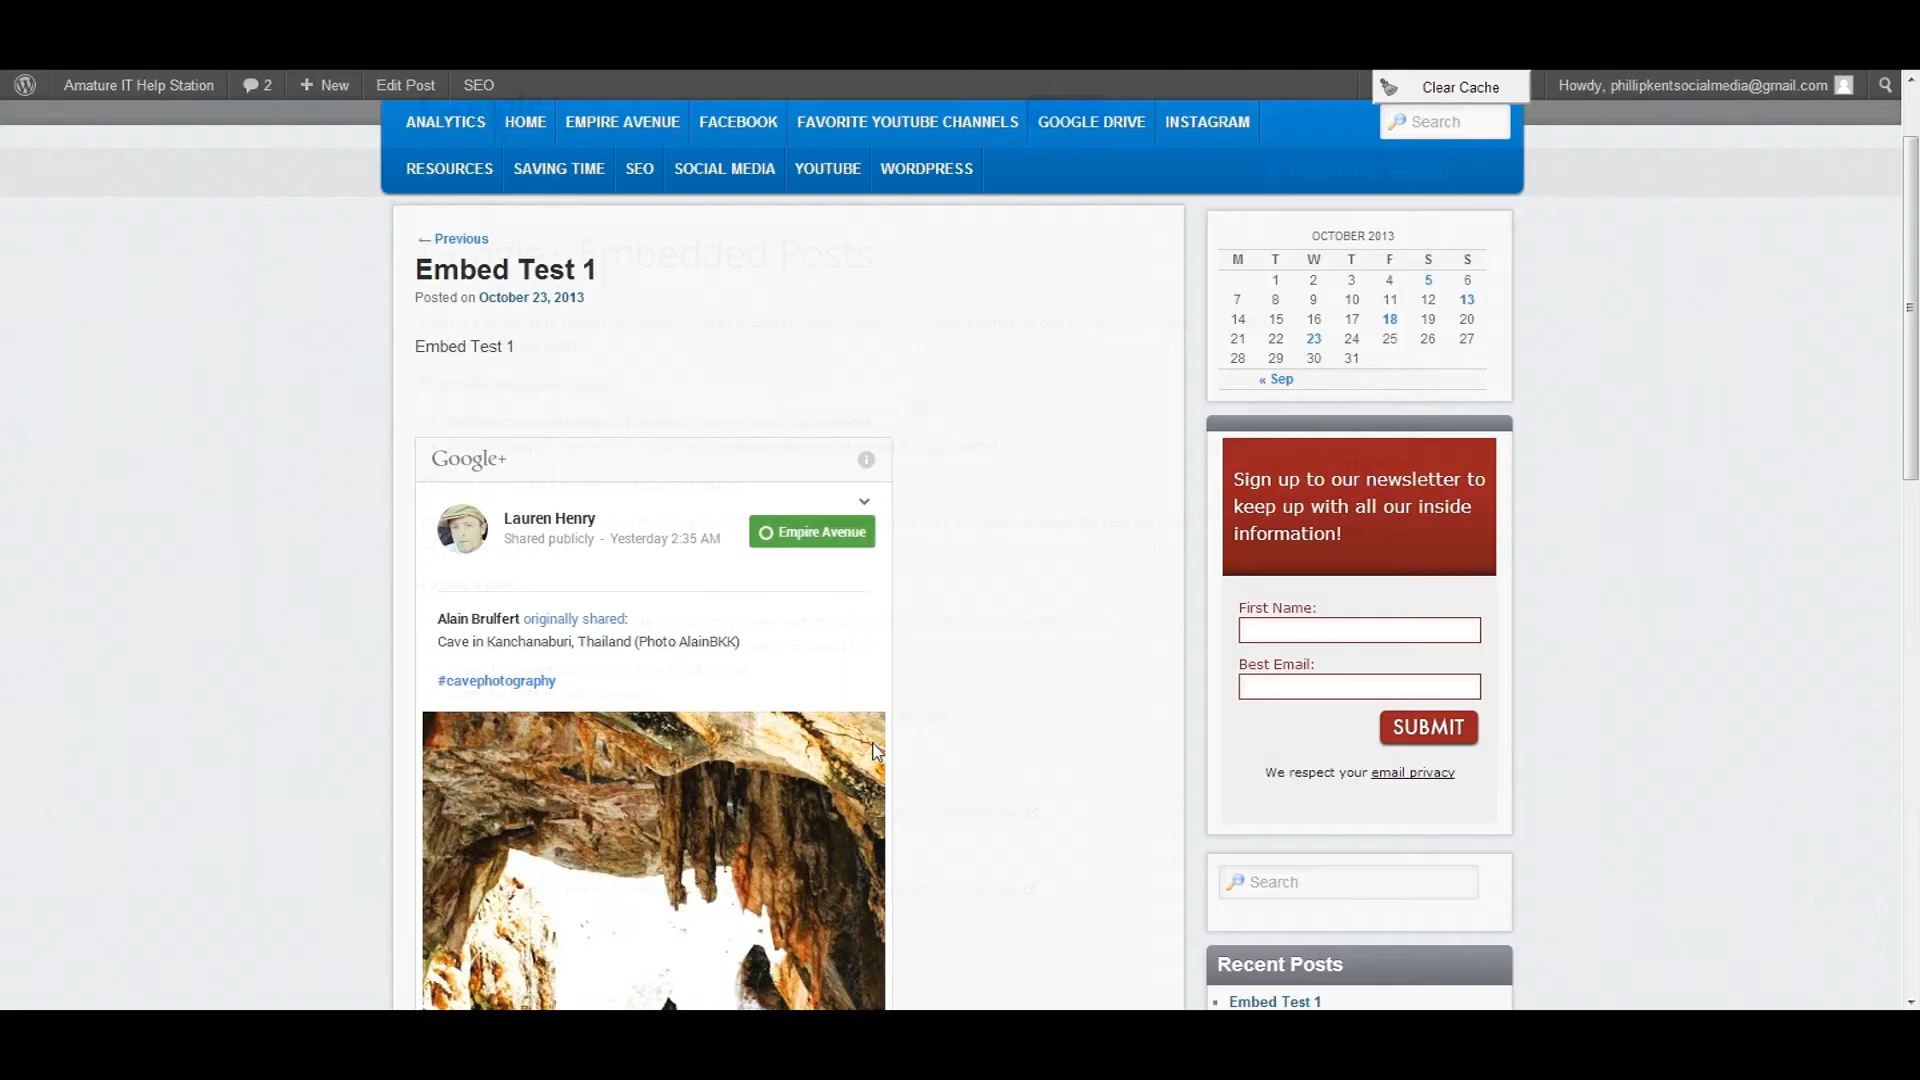 Amature IT Help Station
2
New
Edit Post
SEO
Clear Cache
Howdy, phillipkentsocialmedia@gmail.com
ANALYTICS
HOME
EMPIRE AVENUE
FACEBOOK
FAVORITE YOUTUBE CHANNELS
GOOGLE DRIVE
INSTAGRAM
Search
RESOURCES
SAVING TIME
SEO
SOCIAL MEDIA
YOUTUBE
WORDPRESS
← Previous
Embedded Posts
Embed Test 1
Posted on October 23, 2013
Embed Test 1
Google+
Lauren Henry
Shared publicly - Yesterday 2:35 AM
Empire Avenue
Alain Brulfert originally shared:
Cave in Kanchanaburi, Thailand (Photo AlainBKK)
#cavephotography
OCTOBER 2013
M T W T F S S
1 2 3 4 5 6
7 8 9 10 11 12 13
14 15 16 17 18 19 20
21 22 23 24 25 26 27
28 29 30 31
« Sep
Sign up to our newsletter to
keep up with all our inside
information!
First Name:
Best Email:
SUBMIT
We respect your email privacy
Search
Recent Posts
Embed Test 1